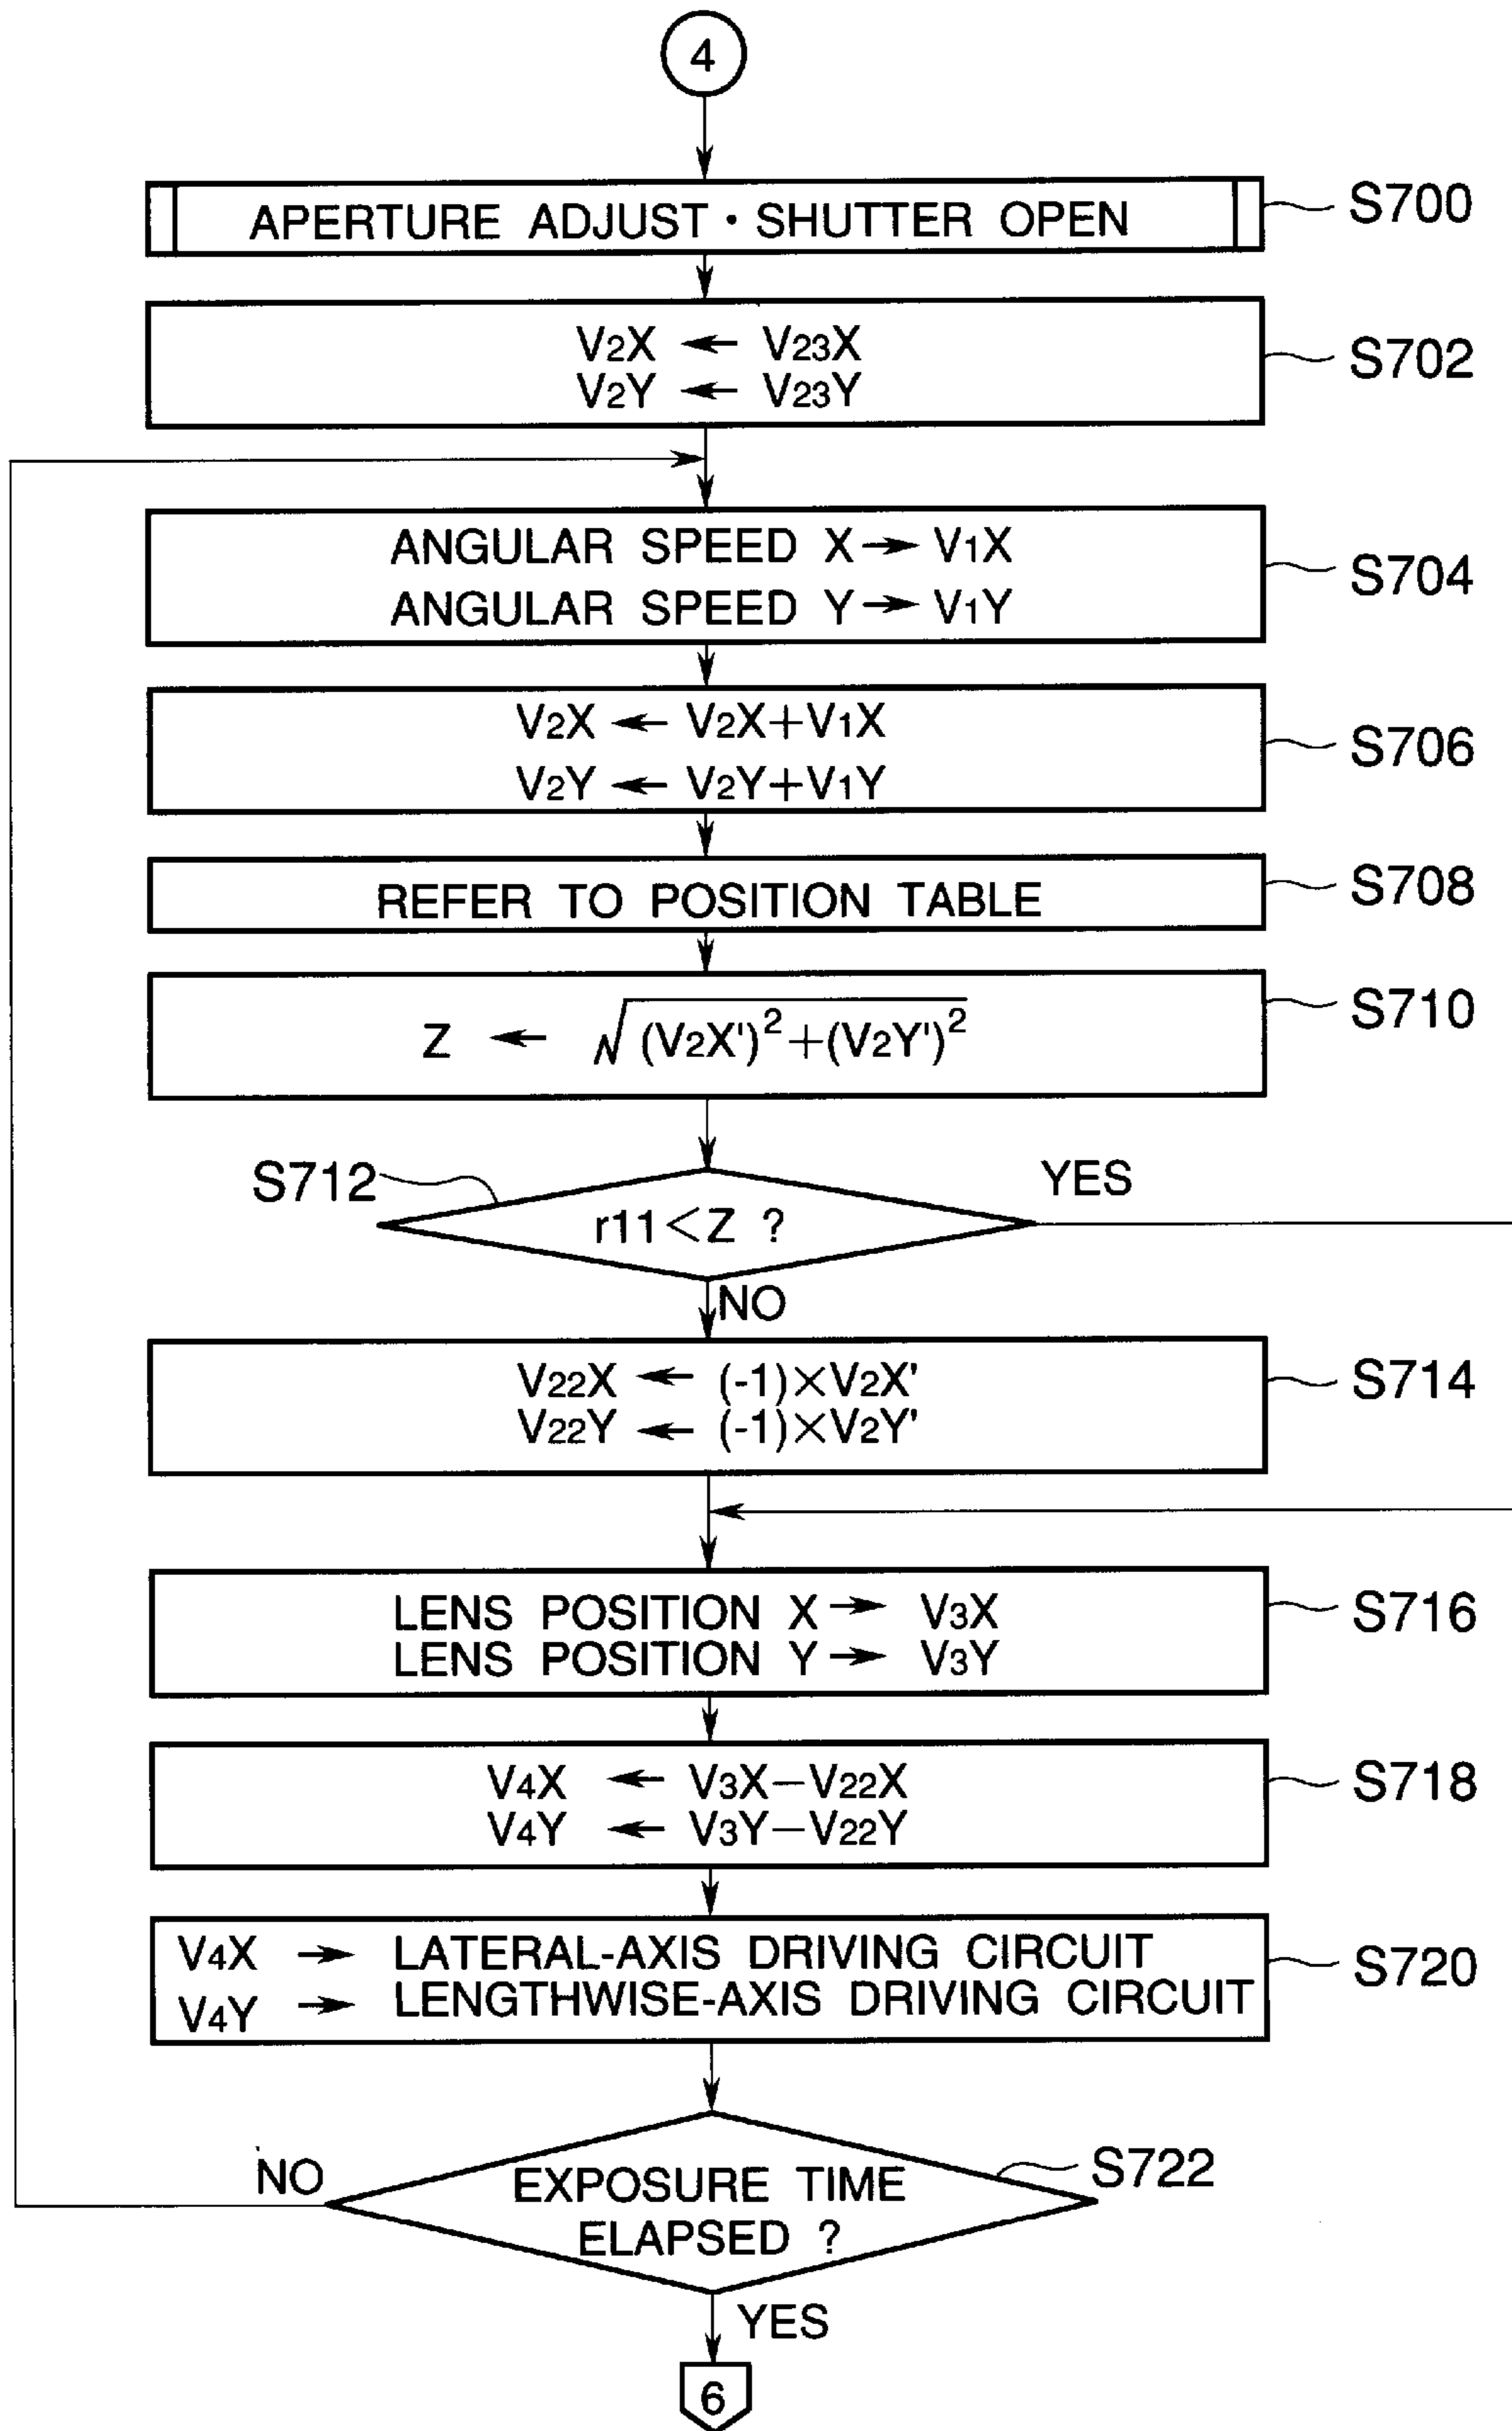 4
APERTURE ADJUST・SHUTTER OPEN
S700
V2X ← V23X
V2Y ← V23Y
S702
ANGULAR SPEED X → V1X
ANGULAR SPEED Y → V1Y
S704
V2X ← V2X+V1X
V2Y ← V2Y+V1Y
S706
REFER TO POSITION TABLE
S708
Z ← √(V2X')²+(V2Y')²
S710
S712
r11<Z ?
YES
NO
V22X ← (-1)×V2X'
V22Y ← (-1)×V2Y'
S714
LENS POSITION X → V3X
LENS POSITION Y → V3Y
S716
V4X ← V3X−V22X
V4Y ← V3Y−V22Y
S718
V4X → LATERAL-AXIS DRIVING CIRCUIT
V4Y → LENGTHWISE-AXIS DRIVING CIRCUIT
S720
NO
EXPOSURE TIME
ELAPSED ?
S722
YES
6